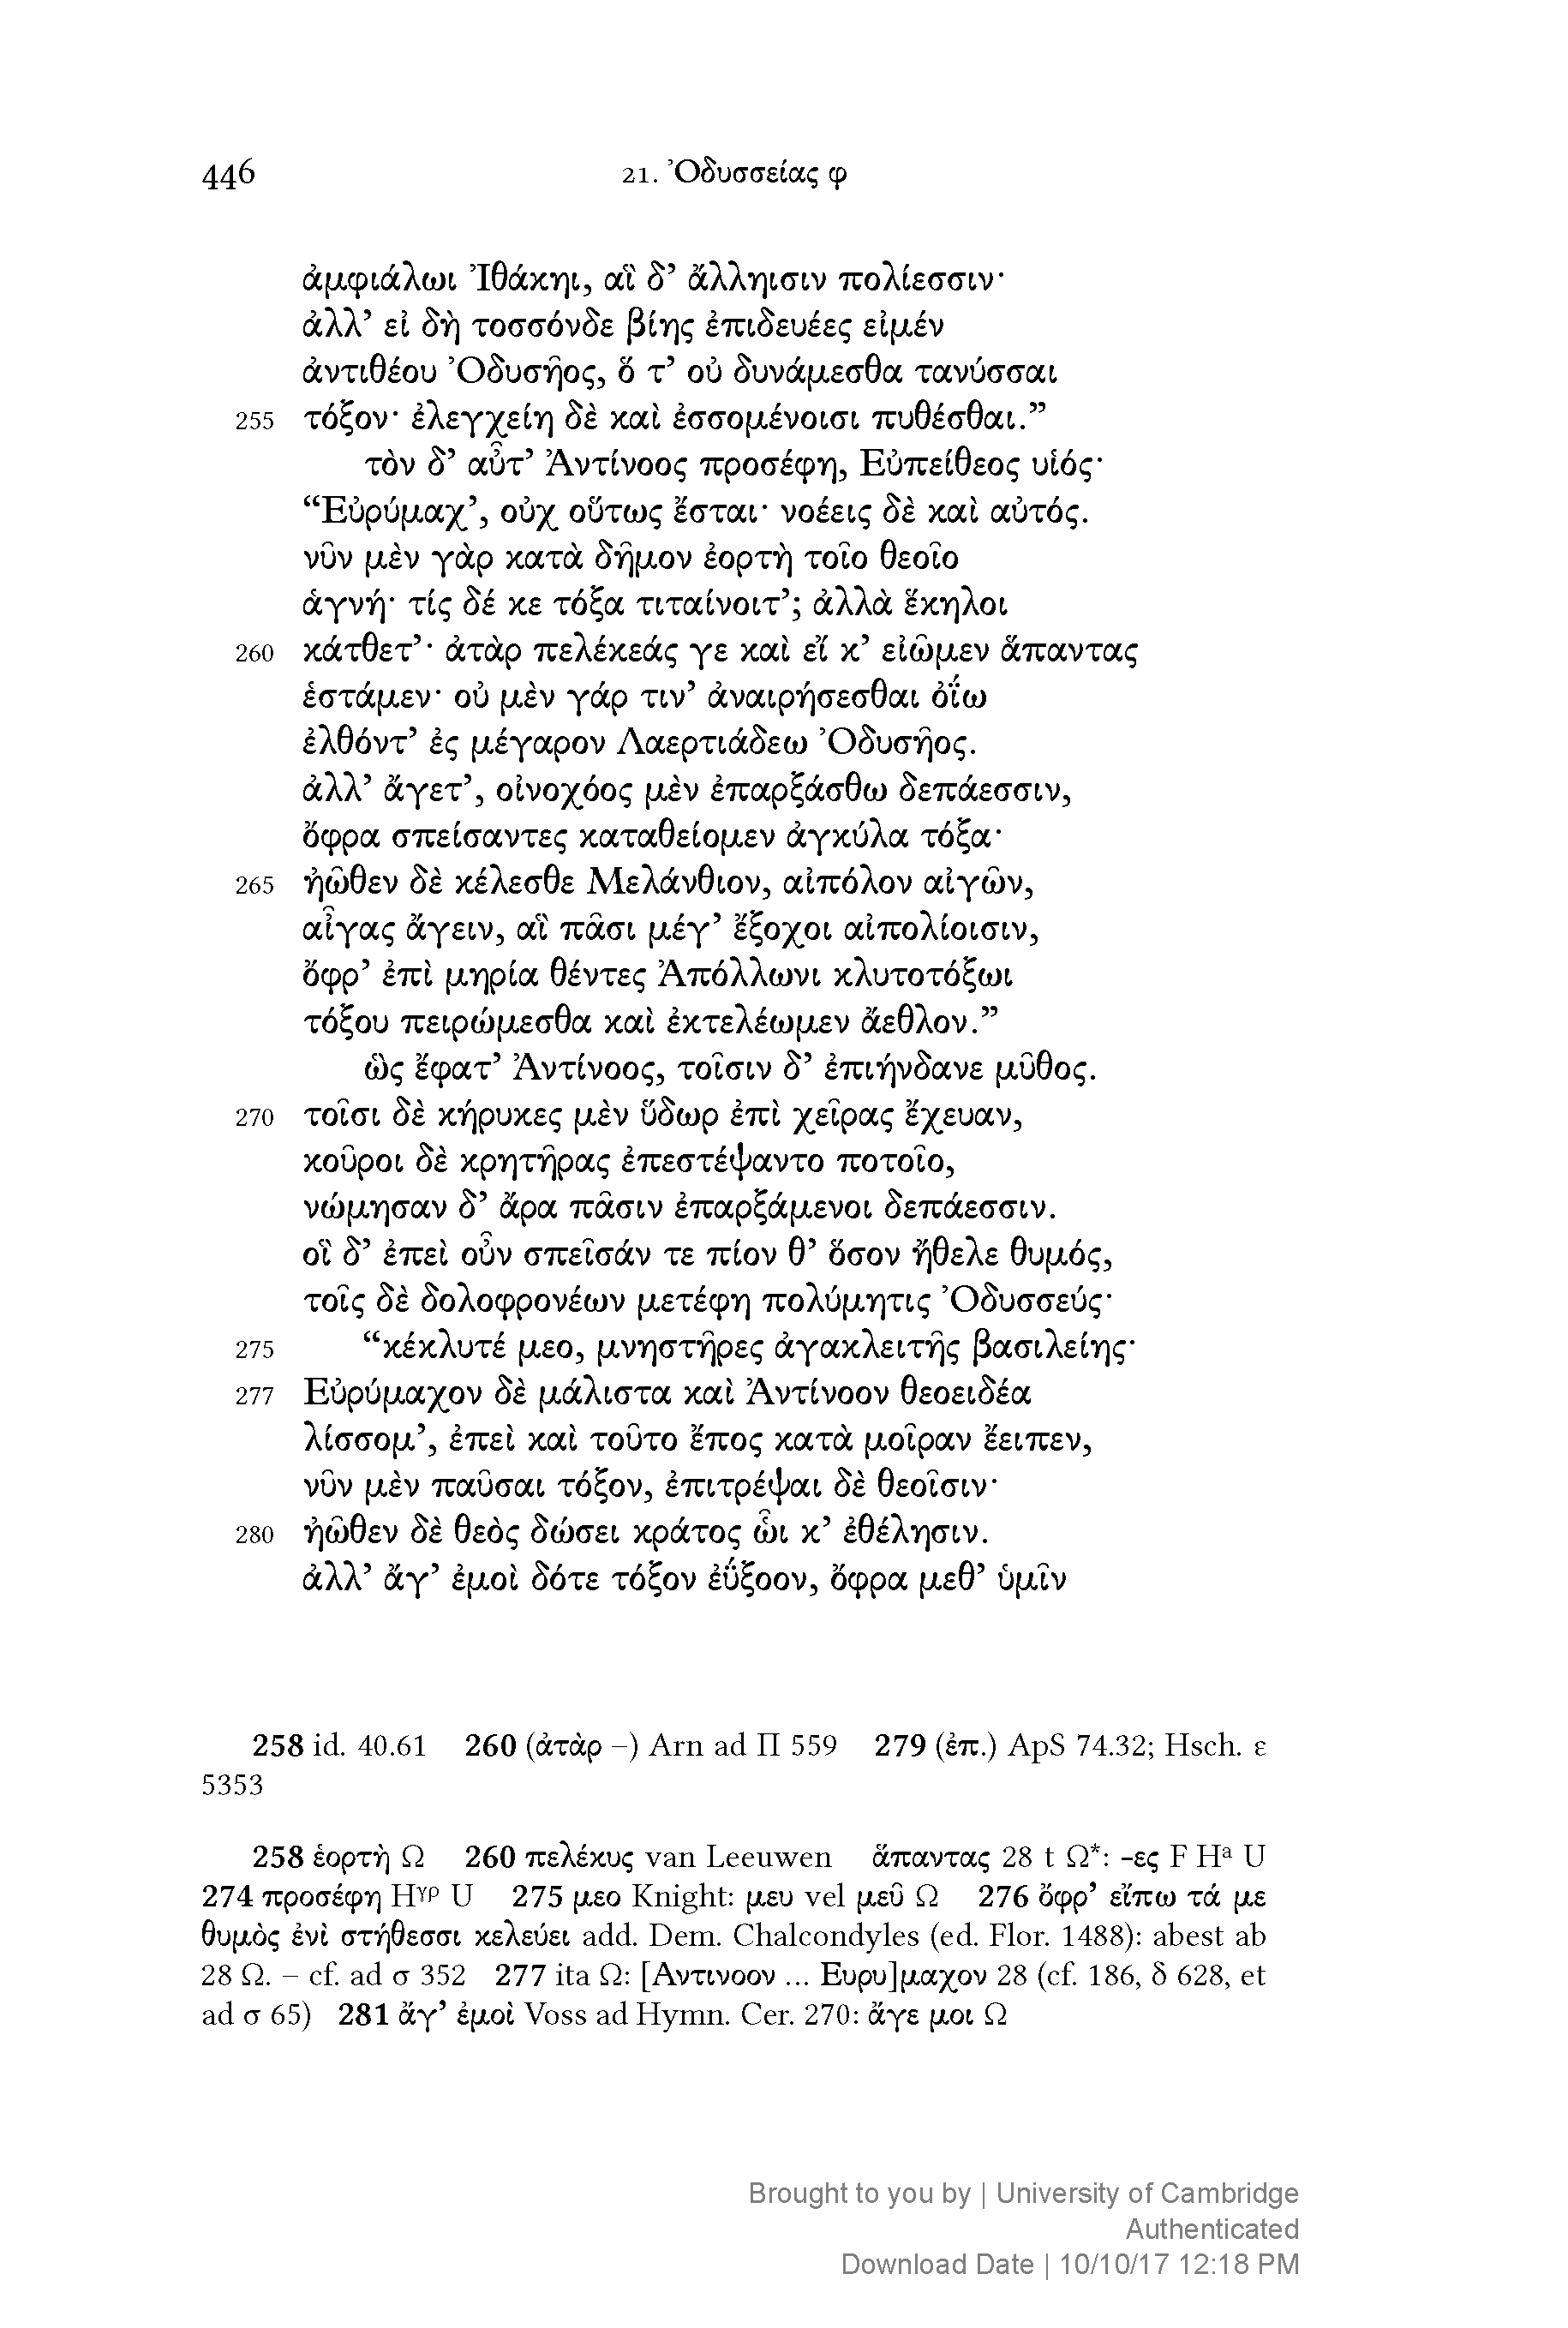 446 21. Ὀδυσσείας φ
ἀμφιάλωι Ἰθάκηι, αἳ δ’ ἄλληισιν πολίεσσιν·
ἀλλ’ εἰ δὴ τοσσόνδε βίης ἐπιδευέες εἰμέν
ἀντιθέου Ὀδυσῆος, ὅ τ’ οὐ δυνάμεσθα τανύσσαι
255 τόξον· ἐλεγχείη δὲ καὶ ἐσσομένοισι πυθέσθαι.”
τὸν δ’ αὖτ’ Ἀντίνοος προσέφη, Εὐπείθεος υἱός·
“Εὐρύμαχ’, οὐχ οὕτως ἔσται· νοέεις δὲ καὶ αὐτός.
νῦν μὲν γὰρ κατὰ δῆμον ἐορτὴ τοῖο θεοῖο
ἁγνή· τίς δέ κε τόξα τιταίνοιτ’; ἀλλὰ ἕκηλοι
260 κάτθετ’· ἀτὰρ πελέκεάς γε καὶ εἴ κ’ εἰῶμεν ἅπαντας
ἑστάμεν· οὐ μὲν γάρ τιν’ ἀναιρήσεσθαι ὀΐω
ἐλθόντ’ ἐς μέγαρον Λαερτιάδεω Ὀδυσῆος.
ἀλλ’ ἄγετ’, οἰνοχόος μὲν ἐπαρξάσθω δεπάεσσιν,
ὄφρα σπείσαντες καταθείομεν ἀγκύλα τόξα·
265 ἠῶθεν δὲ κέλεσθε Μελάνθιον, αἰπόλον αἰγῶν,
αἶγας ἄγειν, αἳ πᾶσι μέγ’ ἔξοχοι αἰπολίοισιν,
ὄφρ’ ἐπὶ μηρία θέντες Ἀπόλλωνι κλυτοτόξωι
τόξου πειρώμεσθα καὶ ἐκτελέωμεν ἄεθλον.”
ὣς ἔφατ’ Ἀντίνοος, τοῖσιν δ’ ἐπιήνδανε μῦθος.
270 τοῖσι δὲ κήρυκες μὲν ὕδωρ ἐπὶ χεῖρας ἔχευαν,
κοῦροι δὲ κρητῆρας ἐπεστέψαντο ποτοῖο,
νώμησαν δ’ ἄρα πᾶσιν ἐπαρξάμενοι δεπάεσσιν.
οἳ δ’ ἐπεὶ οὖν σπεῖσάν τε πίον θ’ ὅσον ἤθελε θυμός,
τοῖς δὲ δολοφρονέων μετέφη πολύμητις Ὀδυσσεύς·
275 “κέκλυτέ μεο, μνηστῆρες ἀγακλειτῆς βασιλείης·
277 Εὐρύμαχον δὲ μάλιστα καὶ Ἀντίνοον θεοειδέα
λίσσομ’, ἐπεὶ καὶ τοῦτο ἔπος κατὰ μοῖραν ἔειπεν,
νῦν μὲν παῦσαι τόξον, ἐπιτρέψαι δὲ θεοῖσιν·
280 ἠῶθεν δὲ θεὸς δώσει κράτος ὧι κ’ ἐθέλησιν.
ἀλλ’ ἄγ’ ἐμοὶ δότε τόξον ἐΰξοον, ὄφρα μεθ’ ὑμῖν
258 id. 40.61 260 (ἀτὰρ –) Arn ad Π 559 279 (ἐπ.) ApS 74.32; Hsch. ε
5353
258 ἑορτὴ Ω 260 πελέκυς van Leeuwen ἅπαντας 28 t Ω*: -ες F Hᵃ U
274 προσέφη Hγρ U 275 μεο Knight: μευ vel μεῦ Ω 276 ὄφρ’ εἴπω τά με
θυμὸς ἐνὶ στήθεσσι κελεύει add. Dem. Chalcondyles (ed. Flor. 1488): abest ab
28 Ω. – cf. ad σ 352 277 ita Ω: [Αντινοον ... Ευρυ]μαχον 28 (cf. 186, δ 628, et
ad σ 65) 281 ἄγ’ ἐμοὶ Voss ad Hymn. Cer. 270: ἄγε μοι Ω
Brought to you by | University of Cambridge
Authenticated
Download Date | 10/10/17 12:18 PM